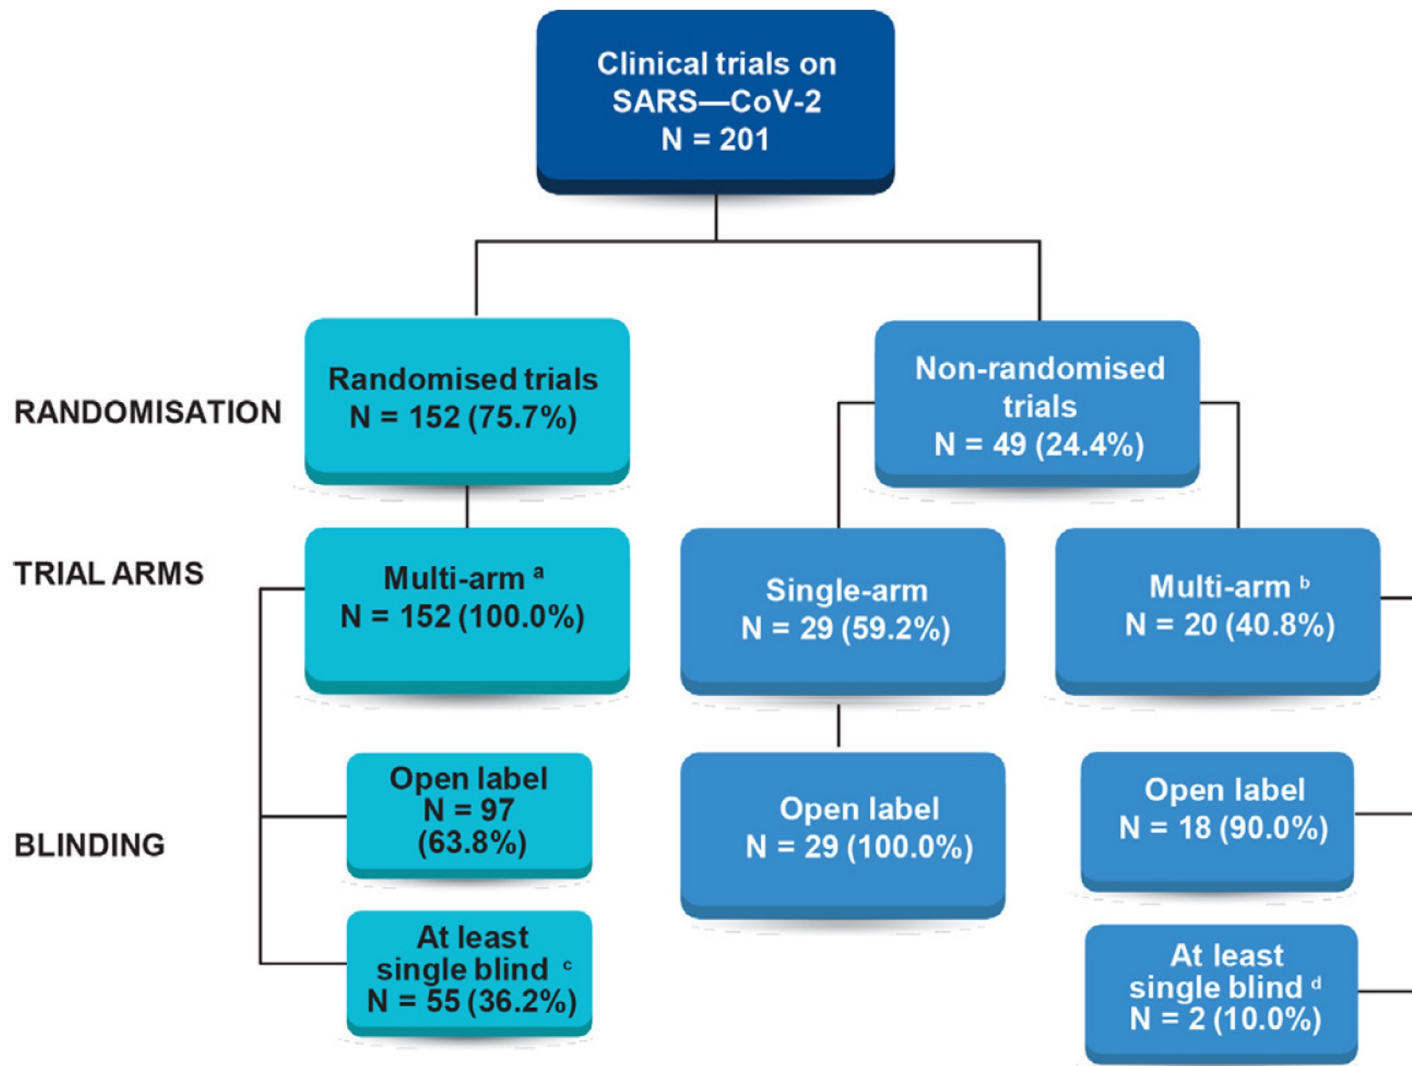 Clinical trials on
SARS—CoV-2
N = 201
RANDOMISATION
Randomised trials
N = 152 (75.7%)
Non-randomised
trials
N = 49 (24.4%)
TRIAL ARMS
Multi-arm a
N = 152 (100.0%)
Single-arm
N = 29 (59.2%)
Multi-arm b
N = 20 (40.8%)
BLINDING
Open label
N = 97
(63.8%)
Open label
N = 29 (100.0%)
Open label
N = 18 (90.0%)
At least
single blind c
N = 55 (36.2%)
At least
single blind d
N = 2 (10.0%)